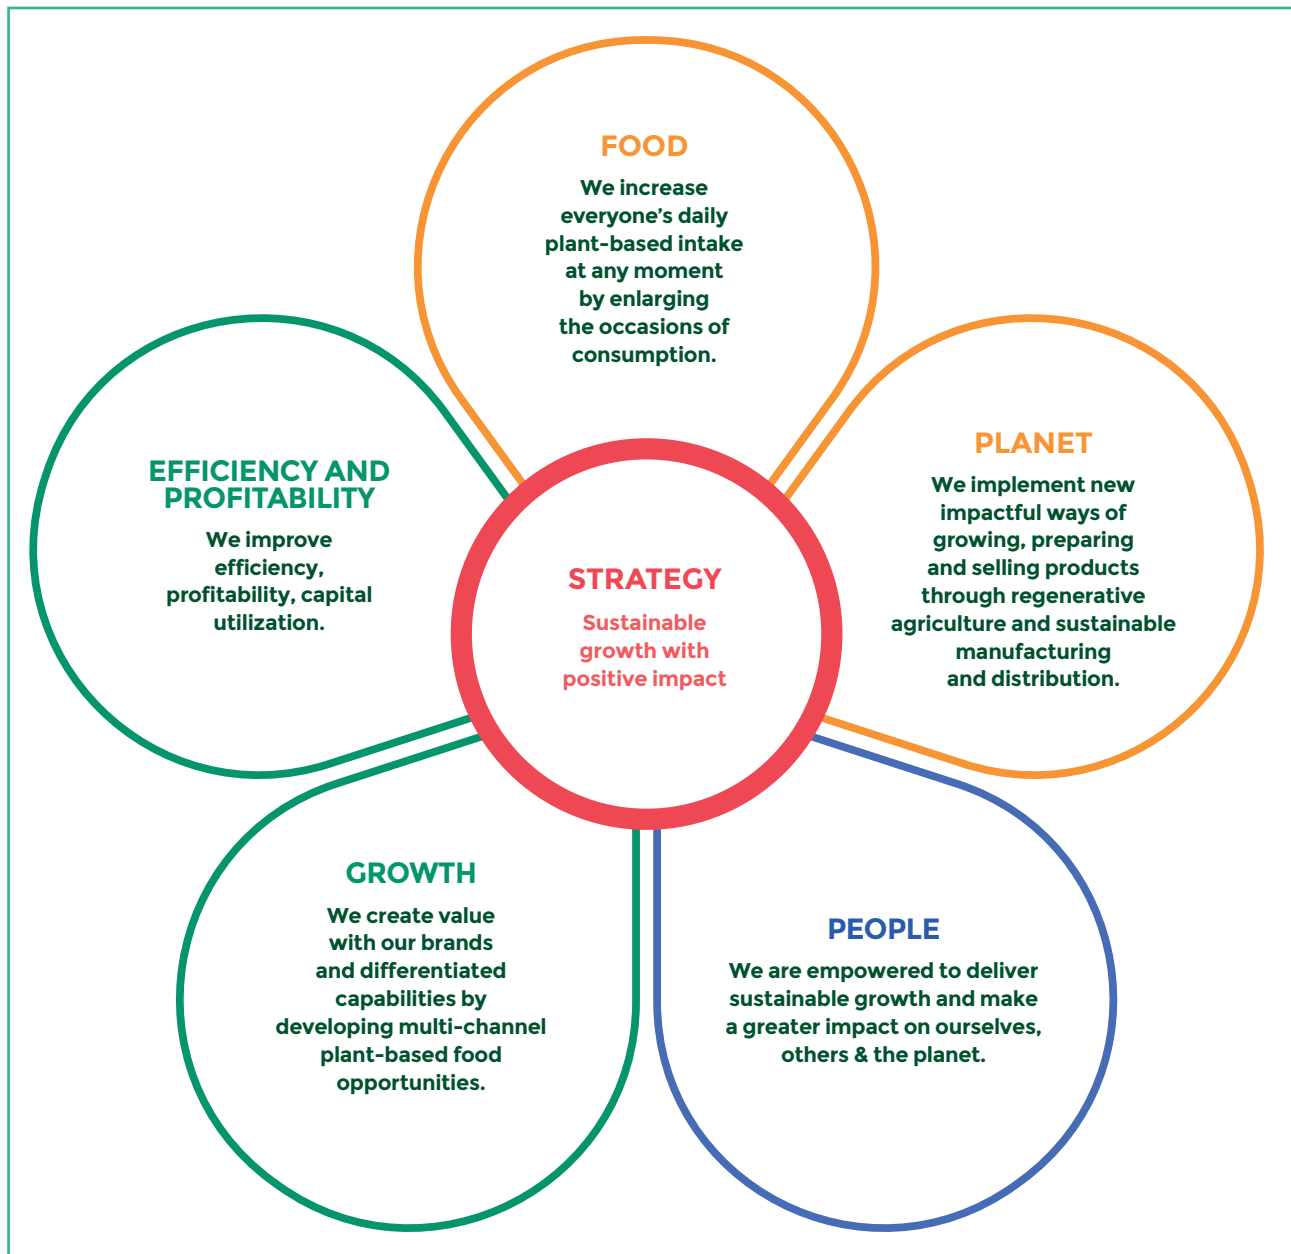 FOOD
We increase
everyone’s daily
plant-based intake
at any moment
by enlarging
the occasions of
consumption.
PLANET
We implement new
impactful ways of
growing, preparing
and selling products
through regenerative
agriculture and sustainable
manufacturing
and distribution.
EFFICIENCY AND
PROFITABILITY
We improve
efficiency,
profitability, capital
utilization.
STRATEGY
Sustainable
growth with
positive impact
GROWTH
We create value
with our brands
and differentiated
capabilities by
developing multi-channel
plant-based food
opportunities.
PEOPLE
We are empowered to deliver
sustainable growth and make
a greater impact on ourselves,
others & the planet.